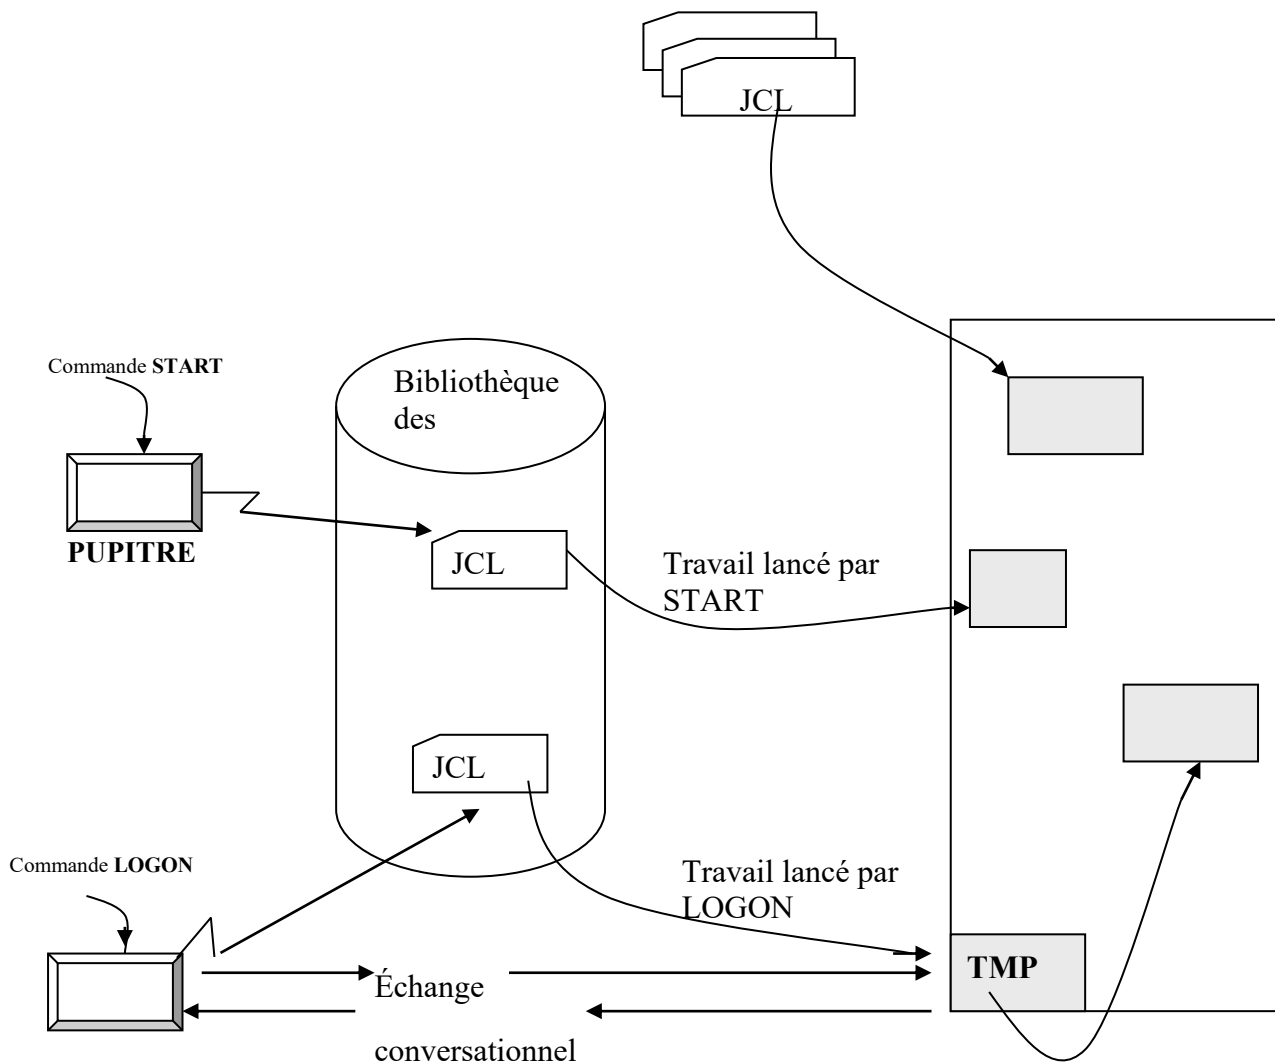 JCL
Commande START
Bibliothèque
des
PUPITRE
JCL
Travail lancé par
START
JCL
Commande LOGON
Travail lancé par
LOGON
TMP
Échange
conversationnel